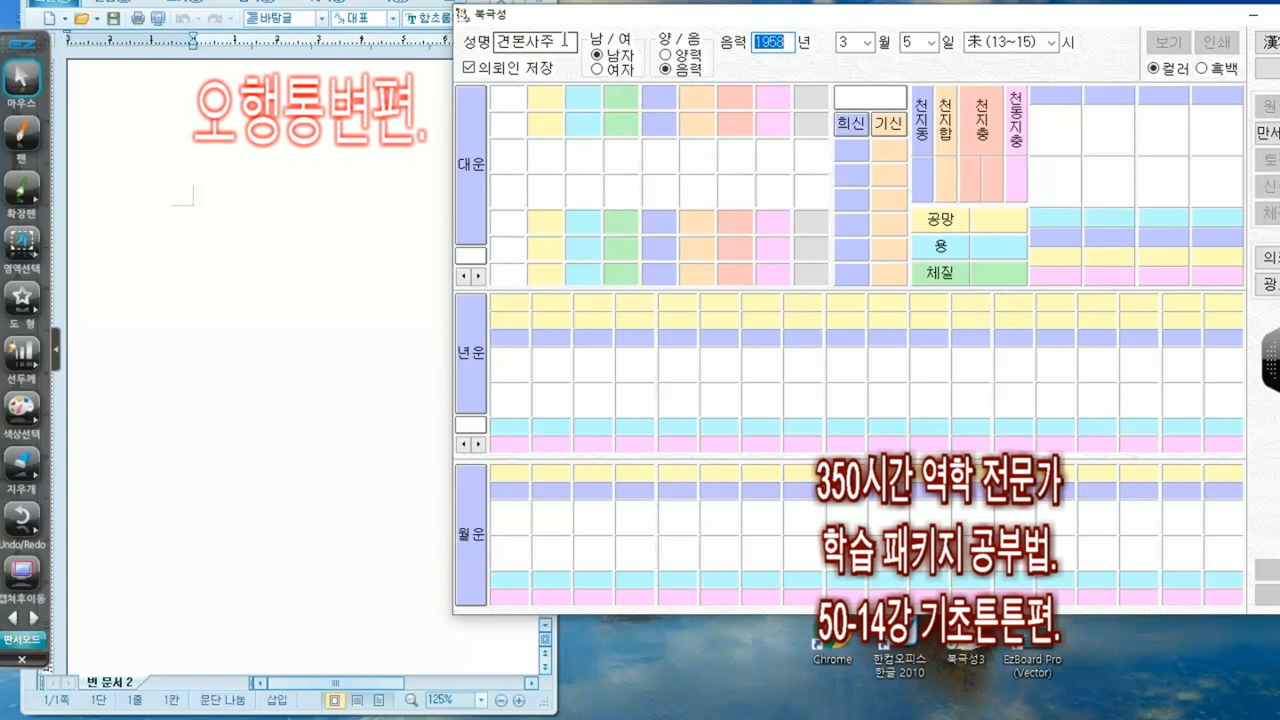 바탕글
대표
오행통변편.
마우스
펜
확장펜
영역선택
도 형
선두께
색상선택
지우개
Undo/Redo
캡쳐후이동
판서모드
빈 문서 2
1/1쪽 1단 1줄 1칸 문단 나눔 삽입 125%
북극성
성명 견본사주 남 / 여 양 / 음 음력 1958 년 3 월 5 일 未 (13~15) 시 보기 인쇄
의뢰인 저장 남자 양력 컬러 흑백
여자 음력
대운
희신 기신
천지동 천지합 천지충 천동지충
공망
용
체질
년운
월운
350시간 역학 전문가
학습 패키지 공부법.
50-14강 기초튼튼편.
Chrome
한컴오피스
한글 2010
북극성3
EzBoard Pro
(Vector)